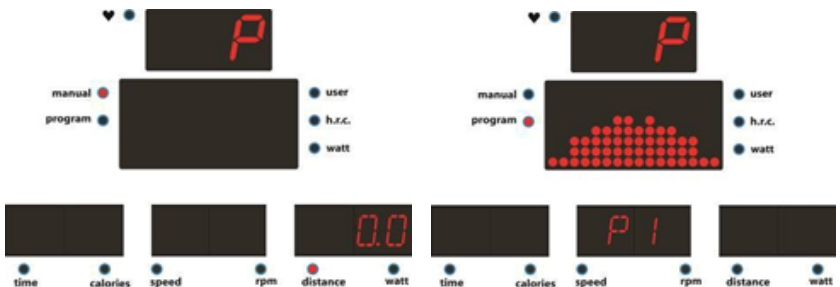 ♥ P
manual
program
user
h.r.c.
watt
0.0
time
calories
speed
rpm
distance
watt
♥ P
manual
program
user
h.r.c.
watt
P 1
time
calories
speed
rpm
distance
watt